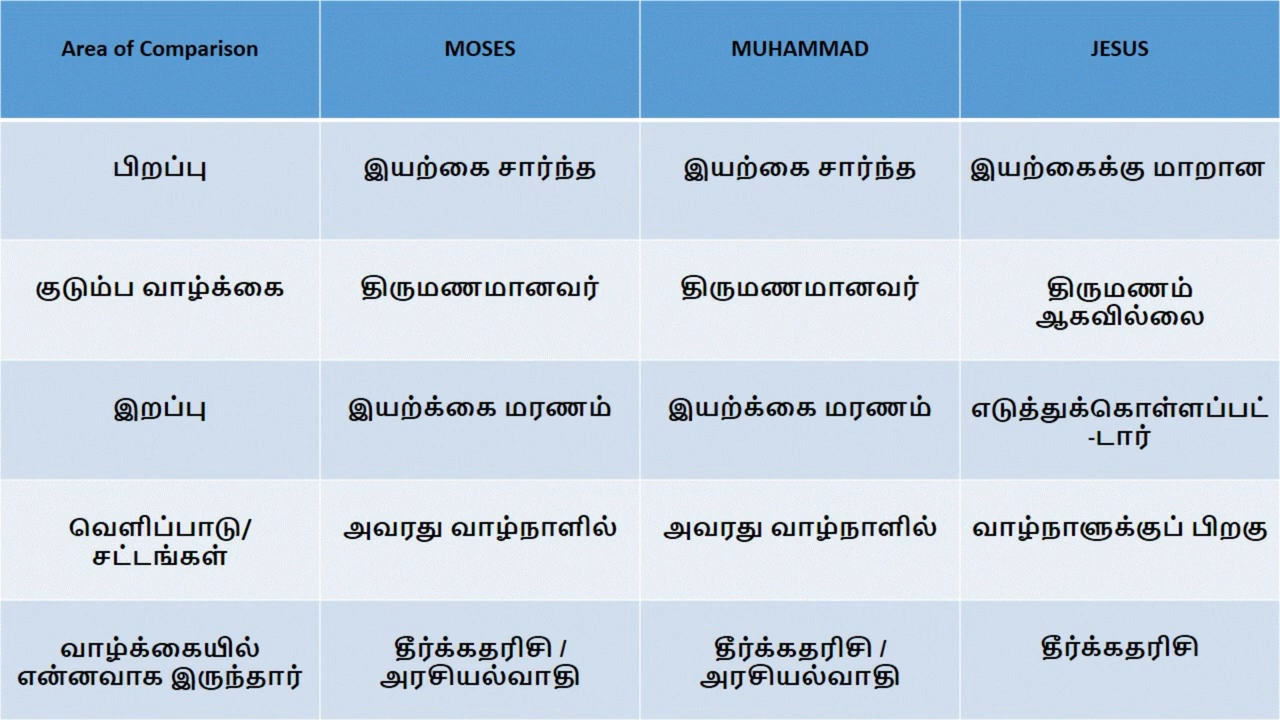 Area of Comparison
MOSES
MUHAMMAD
JESUS
பிறப்பு
இயற்கை சார்ந்த
இயற்கை சார்ந்த
இயற்கைக்கு மாறான
குடும்ப வாழ்க்கை
திருமணமானவர்
திருமணமானவர்
திருமணம்
ஆகவில்லை
இறப்பு
இயற்க்கை மரணம்
இயற்க்கை மரணம்
எடுத்துக்கொள்ளப்பட்
-டார்
வெளிப்பாடு/
சட்டங்கள்
அவரது வாழ்நாளில்
அவரது வாழ்நாளில்
வாழ்நாளுக்குப் பிறகு
வாழ்க்கையில்
என்னவாக இருந்தார்
தீர்க்கதரிசி /
அரசியல்வாதி
தீர்க்கதரிசி /
அரசியல்வாதி
தீர்க்கதரிசி